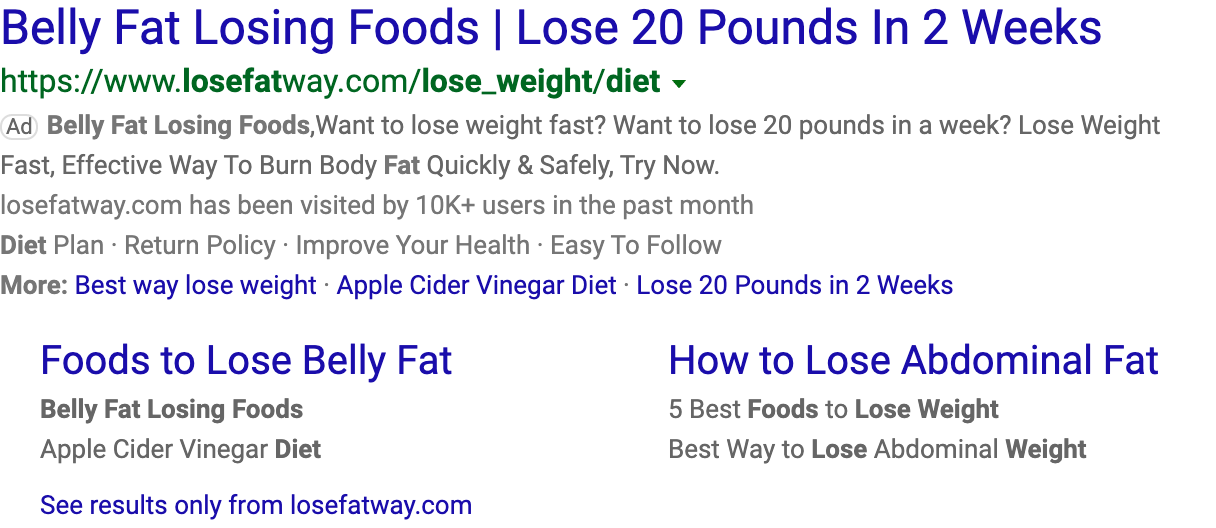 Belly Fat Losing Foods | Lose 20 Pounds In 2 Weeks
https://www.losefatway.com/lose_weight/diet
Ad Belly Fat Losing Foods,Want to lose weight fast? Want to lose 20 pounds in a week? Lose Weight
Fast, Effective Way To Burn Body Fat Quickly & Safely, Try Now.
losefatway.com has been visited by 10K+ users in the past month
Diet Plan · Return Policy · Improve Your Health · Easy To Follow
More: Best way lose weight · Apple Cider Vinegar Diet · Lose 20 Pounds in 2 Weeks
Foods to Lose Belly Fat
Belly Fat Losing Foods
Apple Cider Vinegar Diet
How to Lose Abdominal Fat
5 Best Foods to Lose Weight
Best Way to Lose Abdominal Weight
See results only from losefatway.com